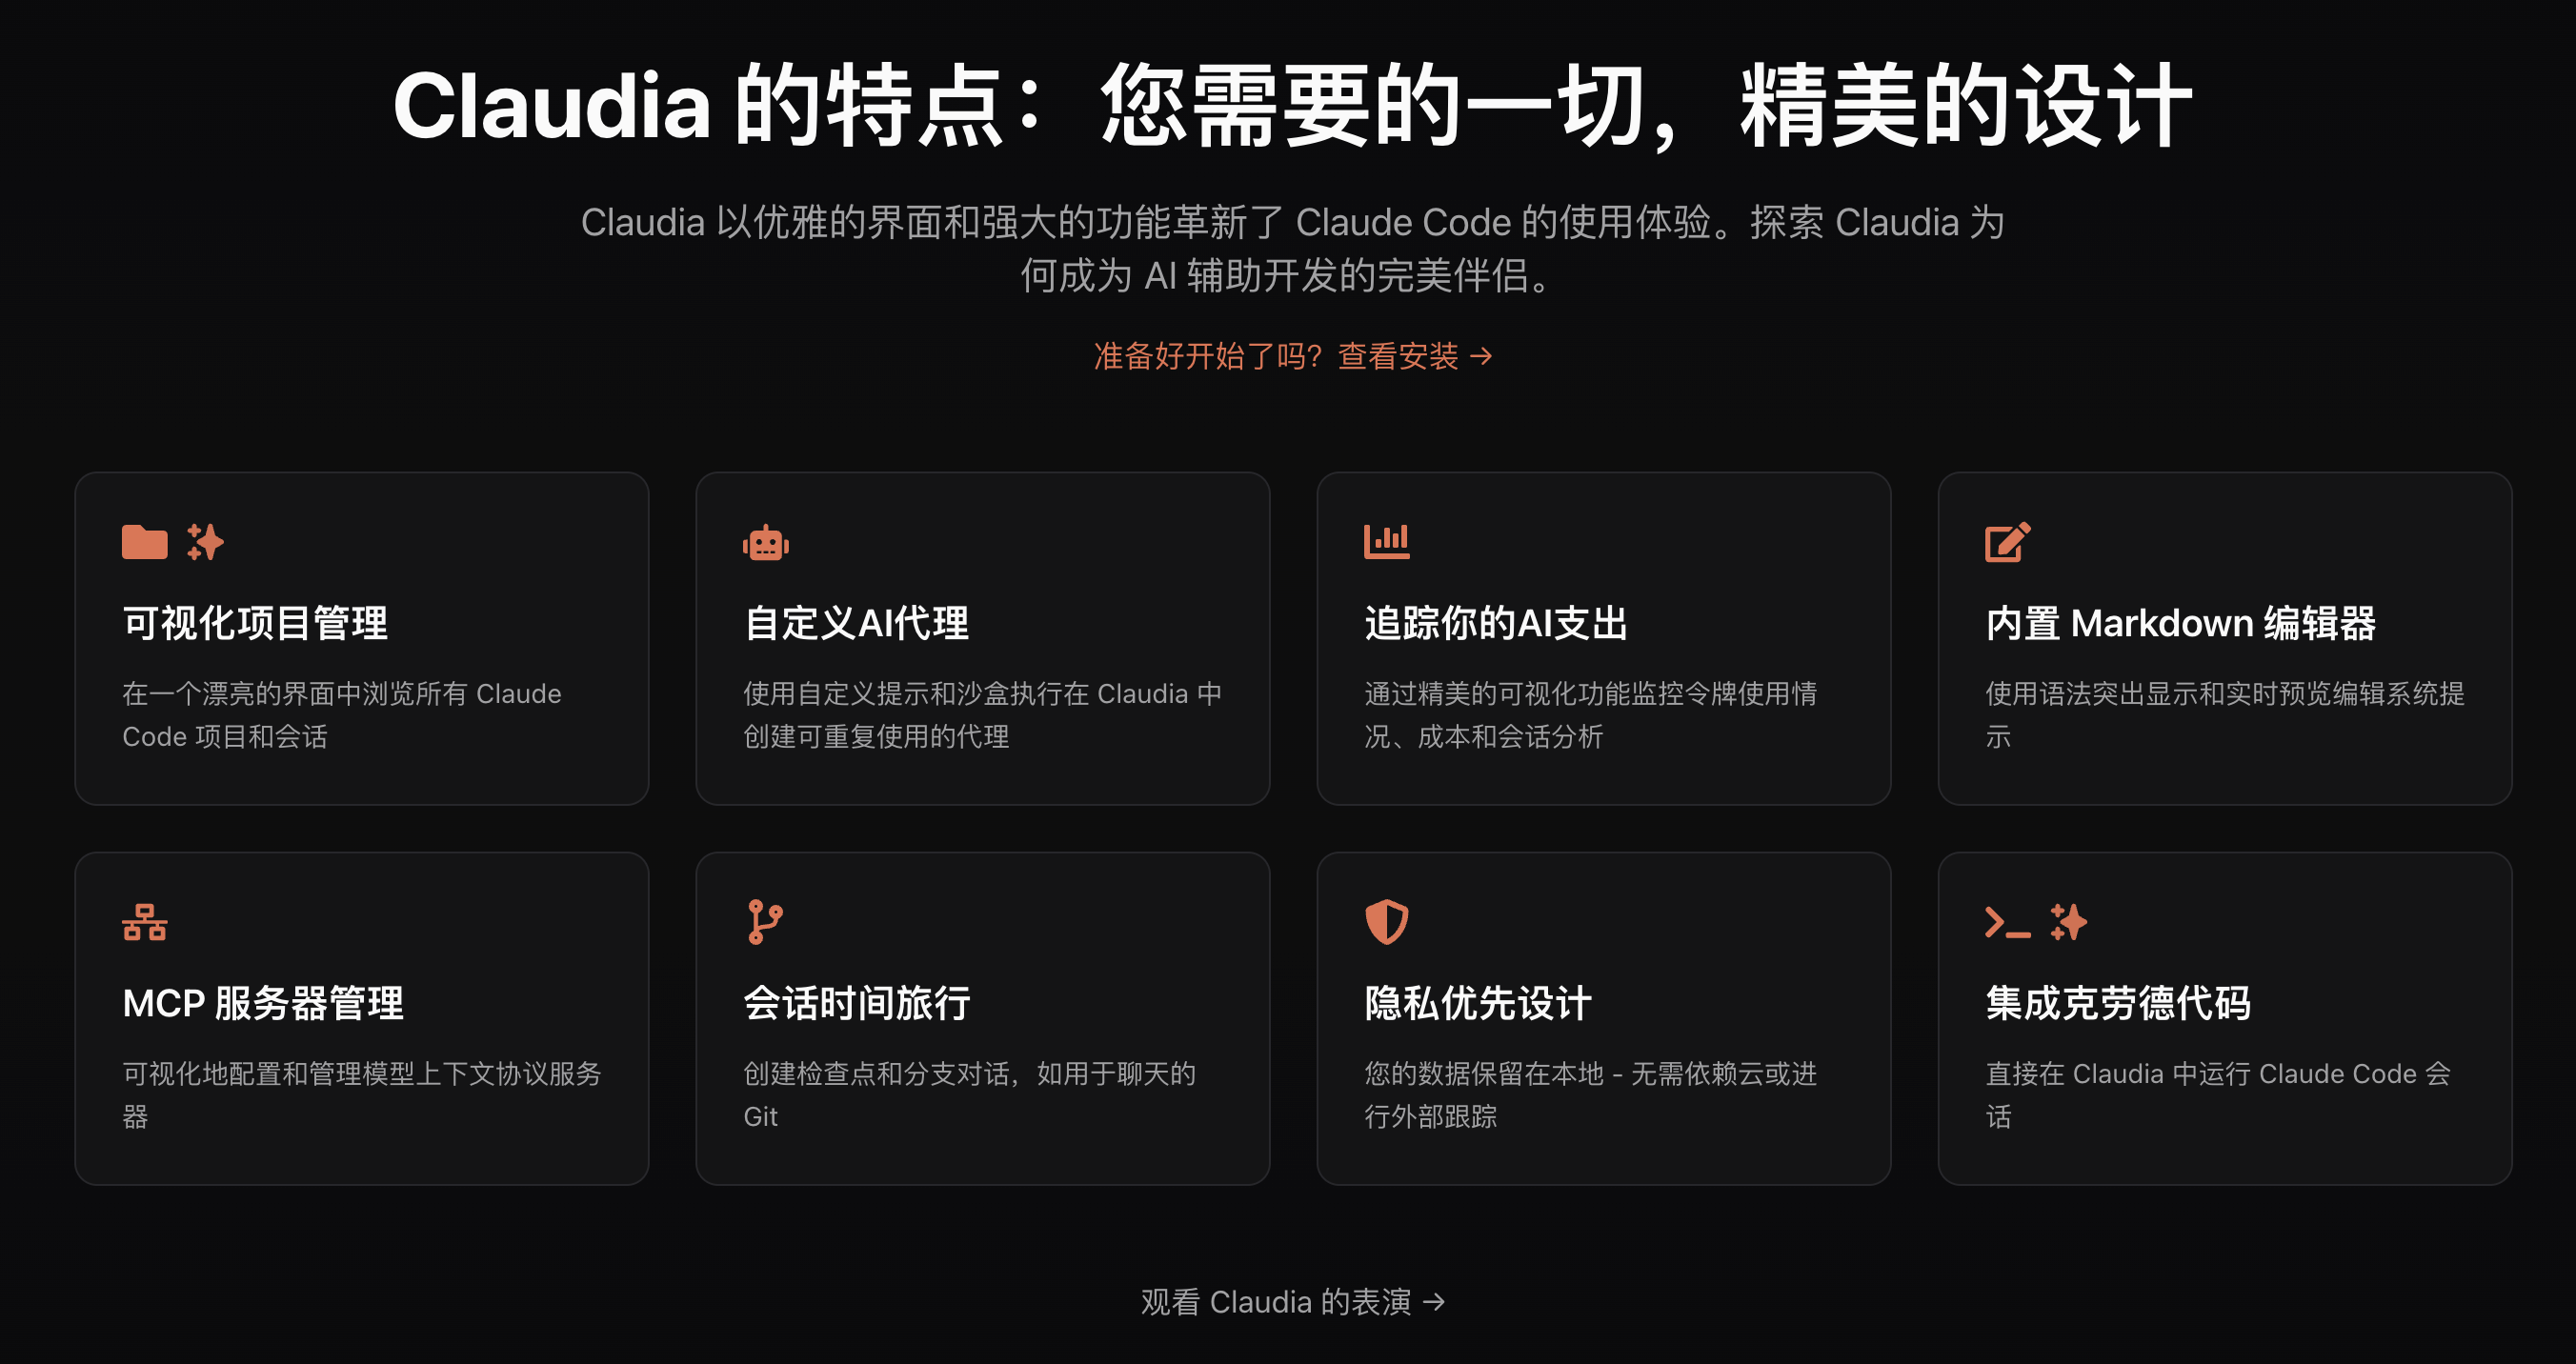 Claudia 的特点：您需要的一切，精美的设计
Claudia 以优雅的界面和强大的功能革新了 Claude Code 的使用体验。探索 Claudia 为
何成为 AI 辅助开发的完美伴侣。
准备好开始了吗？查看安装 →
可视化项目管理
在一个漂亮的界面中浏览所有 Claude
Code 项目和会话
自定义AI代理
使用自定义提示和沙盒执行在 Claudia 中
创建可重复使用的代理
追踪你的AI支出
通过精美的可视化功能监控令牌使用情
况、成本和会话分析
内置 Markdown 编辑器
使用语法突出显示和实时预览编辑系统提
示
MCP 服务器管理
可视化地配置和管理模型上下文协议服务
器
会话时间旅行
创建检查点和分支对话，如用于聊天的
Git
隐私优先设计
您的数据保留在本地 - 无需依赖云或进
行外部跟踪
集成克劳德代码
直接在 Claudia 中运行 Claude Code 会
话
观看 Claudia 的表演 →